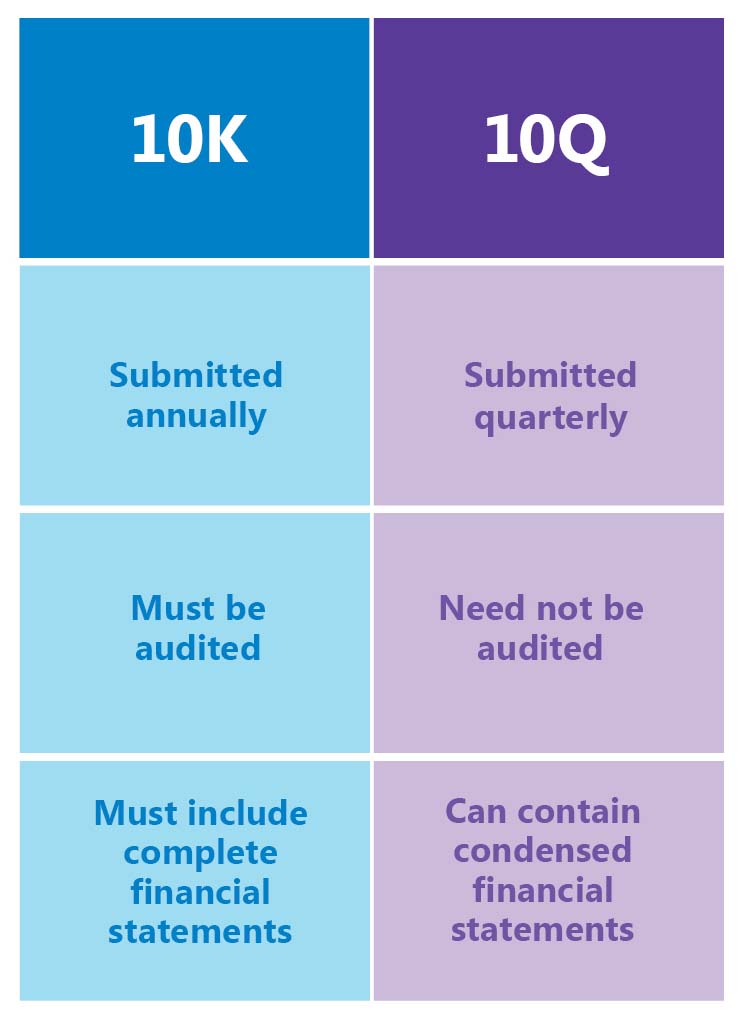 10K
10Q
Submitted
annually
Submitted
quarterly
Must be
audited
Need not be
audited
Must include
complete
financial
statements
Can contain
condensed
financial
statements